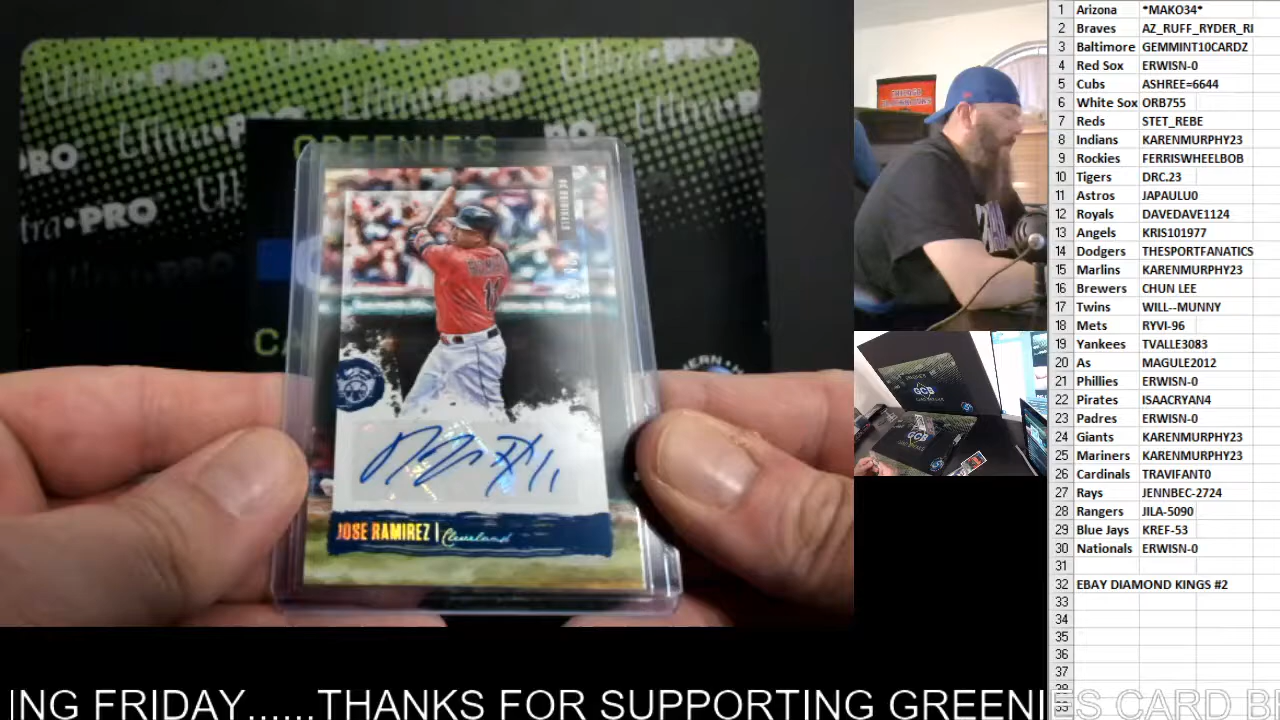 Ultra•PRO
GREENIES
11
JOSE RAMIREZ | Cleveland
GCB
GCB
1 Arizona *MAKO34*
2 Braves AZ_RUFF_RYDER_RI
3 Baltimore GEMMINT10CARDZ
4 Red Sox ERWISN-0
5 Cubs ASHREE=6644
6 White Sox ORB755
7 Reds STET_REBE
8 Indians KARENMURPHY23
9 Rockies FERRISWHEELBOB
10 Tigers DRC.23
11 Astros JAPAULU0
12 Royals DAVEDAVE1124
13 Angels KRIS101977
14 Dodgers THESPORTFANATICS
15 Marlins KARENMURPHY23
16 Brewers CHUN LEE
17 Twins WILL--MUNNY
18 Mets RYVI-96
19 Yankees TVALLE3083
20 As MAGULE2012
21 Phillies ERWISN-0
22 Pirates ISAACRYAN4
23 Padres ERWISN-0
24 Giants KARENMURPHY23
25 Mariners KARENMURPHY23
26 Cardinals TRAVIFANT0
27 Rays JENNBEC-2724
28 Rangers JILA-5090
29 Blue Jays KREF-53
30 Nationals ERWISN-0
31
32 EBAY DIAMOND KINGS #2
33
34
35
36
37
ING FRIDAY......THANKS FOR SUPPORTING GREENIES CARD B